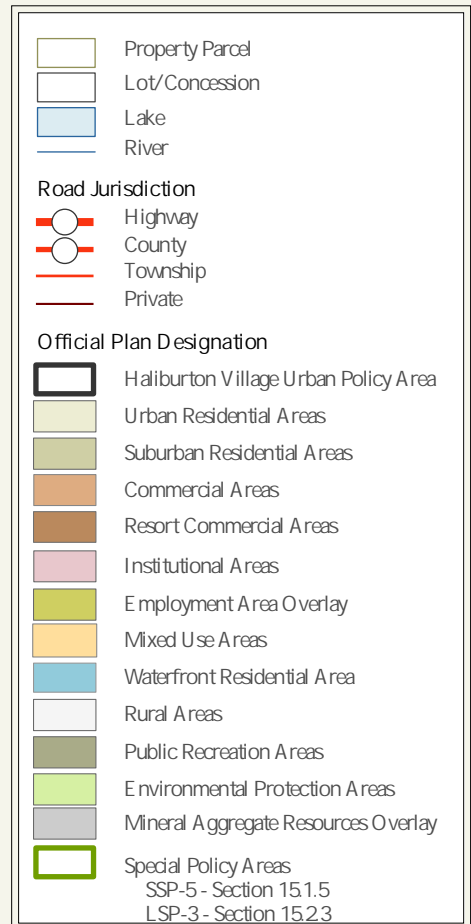 Property Parcel
Lot/Concession
Lake
River
Road Jurisdiction
Highway
County
Township
Private
Official Plan Designation
Haliburton Village Urban Policy Area
Urban Residential Areas
Suburban Residential Areas
Commercial Areas
Resort Commercial Areas
Institutional Areas
Employment Area Overlay
Mixed Use Areas
Waterfront Residential Area
Rural Areas
Public Recreation Areas
Environmental Protection Areas
Mineral Aggregate Resources Overlay
Special Policy Areas
SSP-5 - Section 15.1.5
LSP-3 - Section 15.2.3